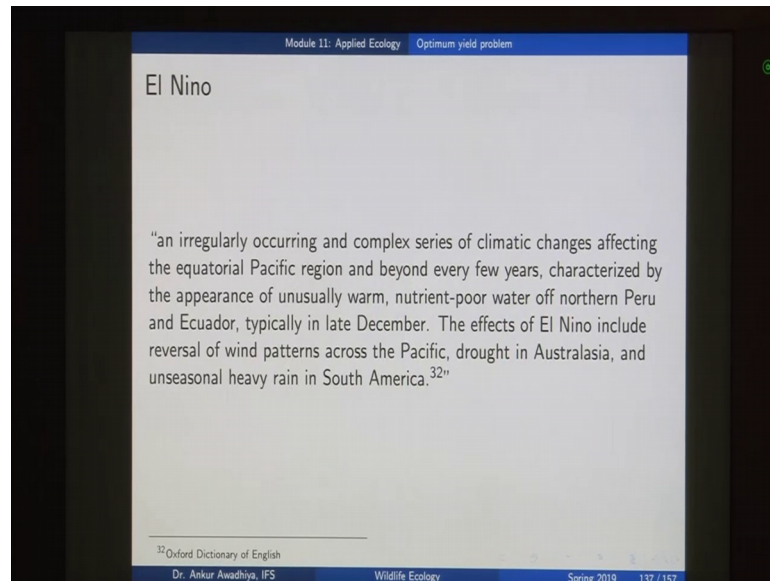 Module 11: Applied Ecology Optimum yield problem
El Nino
“an irregularly occurring and complex series of climatic changes affecting
the equatorial Pacific region and beyond every few years, characterized by
the appearance of unusually warm, nutrient-poor water off northern Peru
and Ecuador, typically in late December. The effects of El Nino include
reversal of wind patterns across the Pacific, drought in Australasia, and
unseasonal heavy rain in South America.32”
32Oxford Dictionary of English
Dr. Ankur Awadhiya, IFS Wildlife Ecology Spring 2019 137 / 157